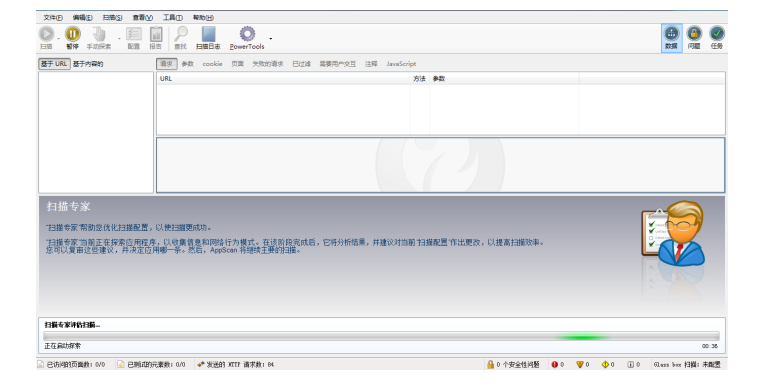 文件(F) 编辑(E) 扫描(S) 查看(V) 工具(T) 帮助(H)
扫描 暂停 手动探索 配置 报告 查找 扫描日志 PowerTools 数据 问题 任务
基于 URL 基于内容的 请求 参数 cookie 页面 失败的请求 已过滤 需要用户交互 注释 JavaScript
URL 方法 参数
扫描专家
“扫描专家”帮助您优化扫描配置，以使扫描更成功。
“扫描专家”当前正在探索应用程序，以收集信息和网络行为模式。在该阶段完成后，它将分析结果，并建议对当前“扫描配置”作出更改，以提高扫描效率。
您可以复审这些建议，并决定应用哪一条。然后，AppScan 将继续主要的扫描。
扫描专家评估扫描...
正在启动探索 00:36
已访问的页面数: 0/0 已测试的元素数: 0/0 发送的 HTTP 请求数: 84 0 个安全性问题 0 0 0 0 Glass box 扫描: 未配置